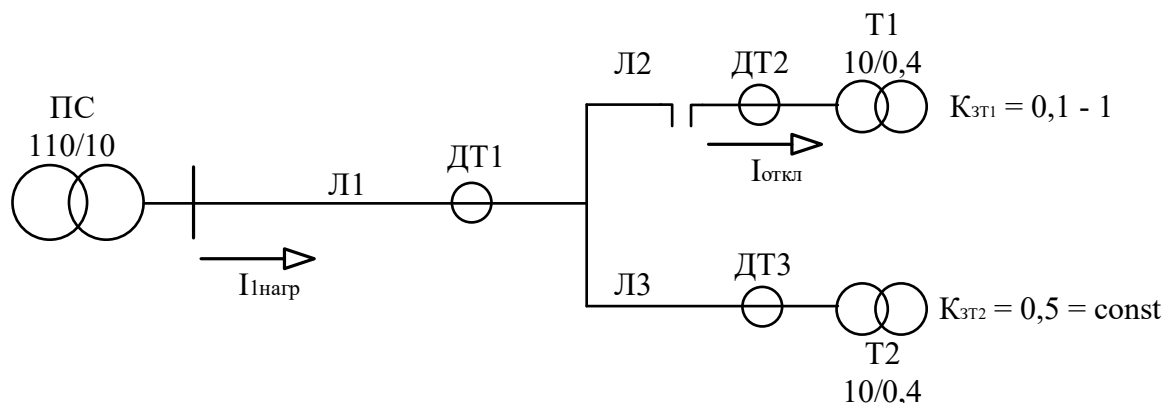 ПС
110/10
Л1
I1нагр
ДТ1
Л2
ДТ2
Iоткл
Т1
10/0,4
КЗТ1 = 0,1 - 1
Л3
ДТ3
КЗТ2 = 0,5 = const
Т2
10/0,4